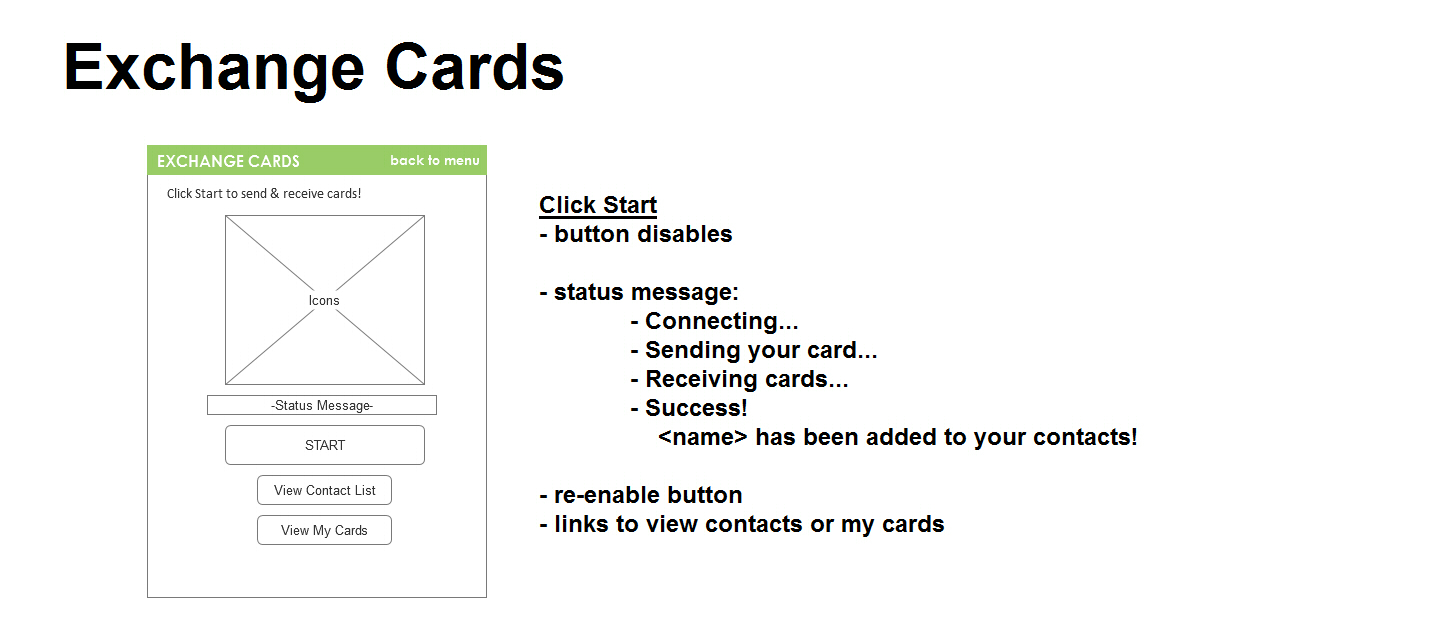 Exchange Cards
EXCHANGE CARDS back to menu
Click Start to send & receive cards!
Icons
-Status Message-
START
View Contact List
View My Cards
Click Start
- button disables
- status message:
- Connecting...
- Sending your card...
- Receiving cards...
- Success!
<name> has been added to your contacts!
- re-enable button
- links to view contacts or my cards